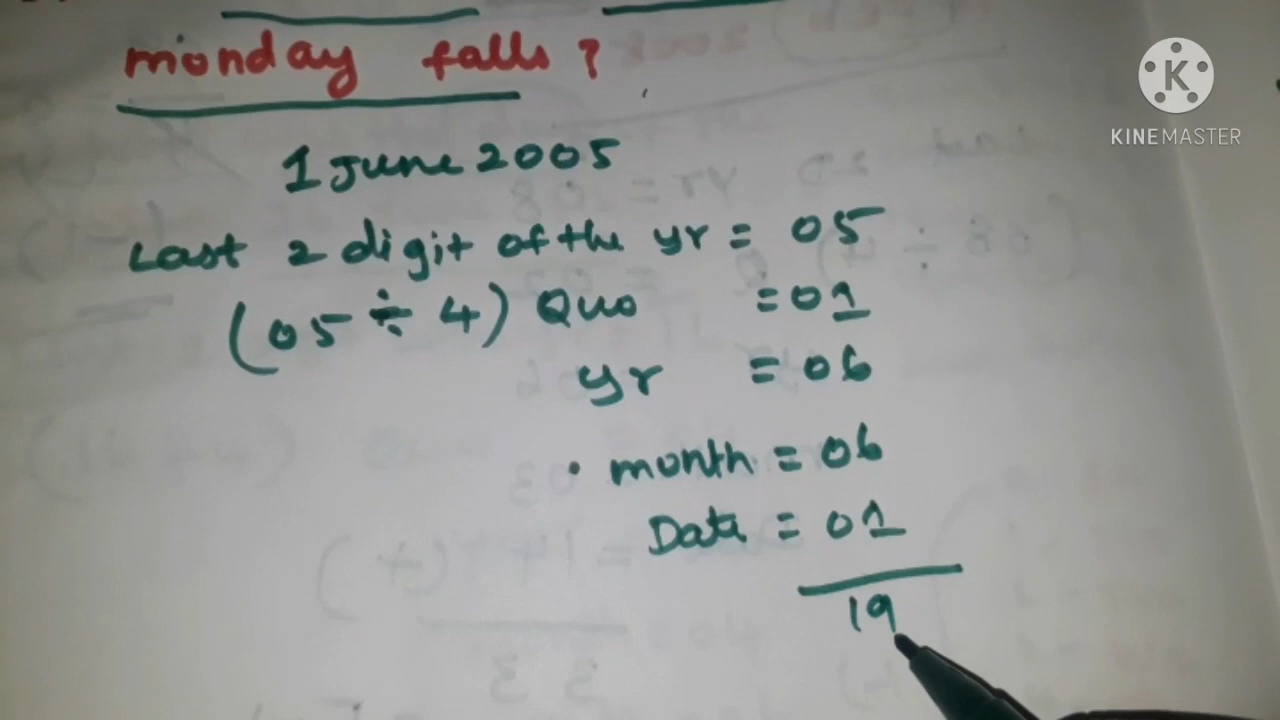 monday falls?
1 June 2005
Last 2 digit of the yr = 05
(05 ÷ 4) Quo = 01
yr = 06
month = 06
Date = 01
19
K
KINEMASTER